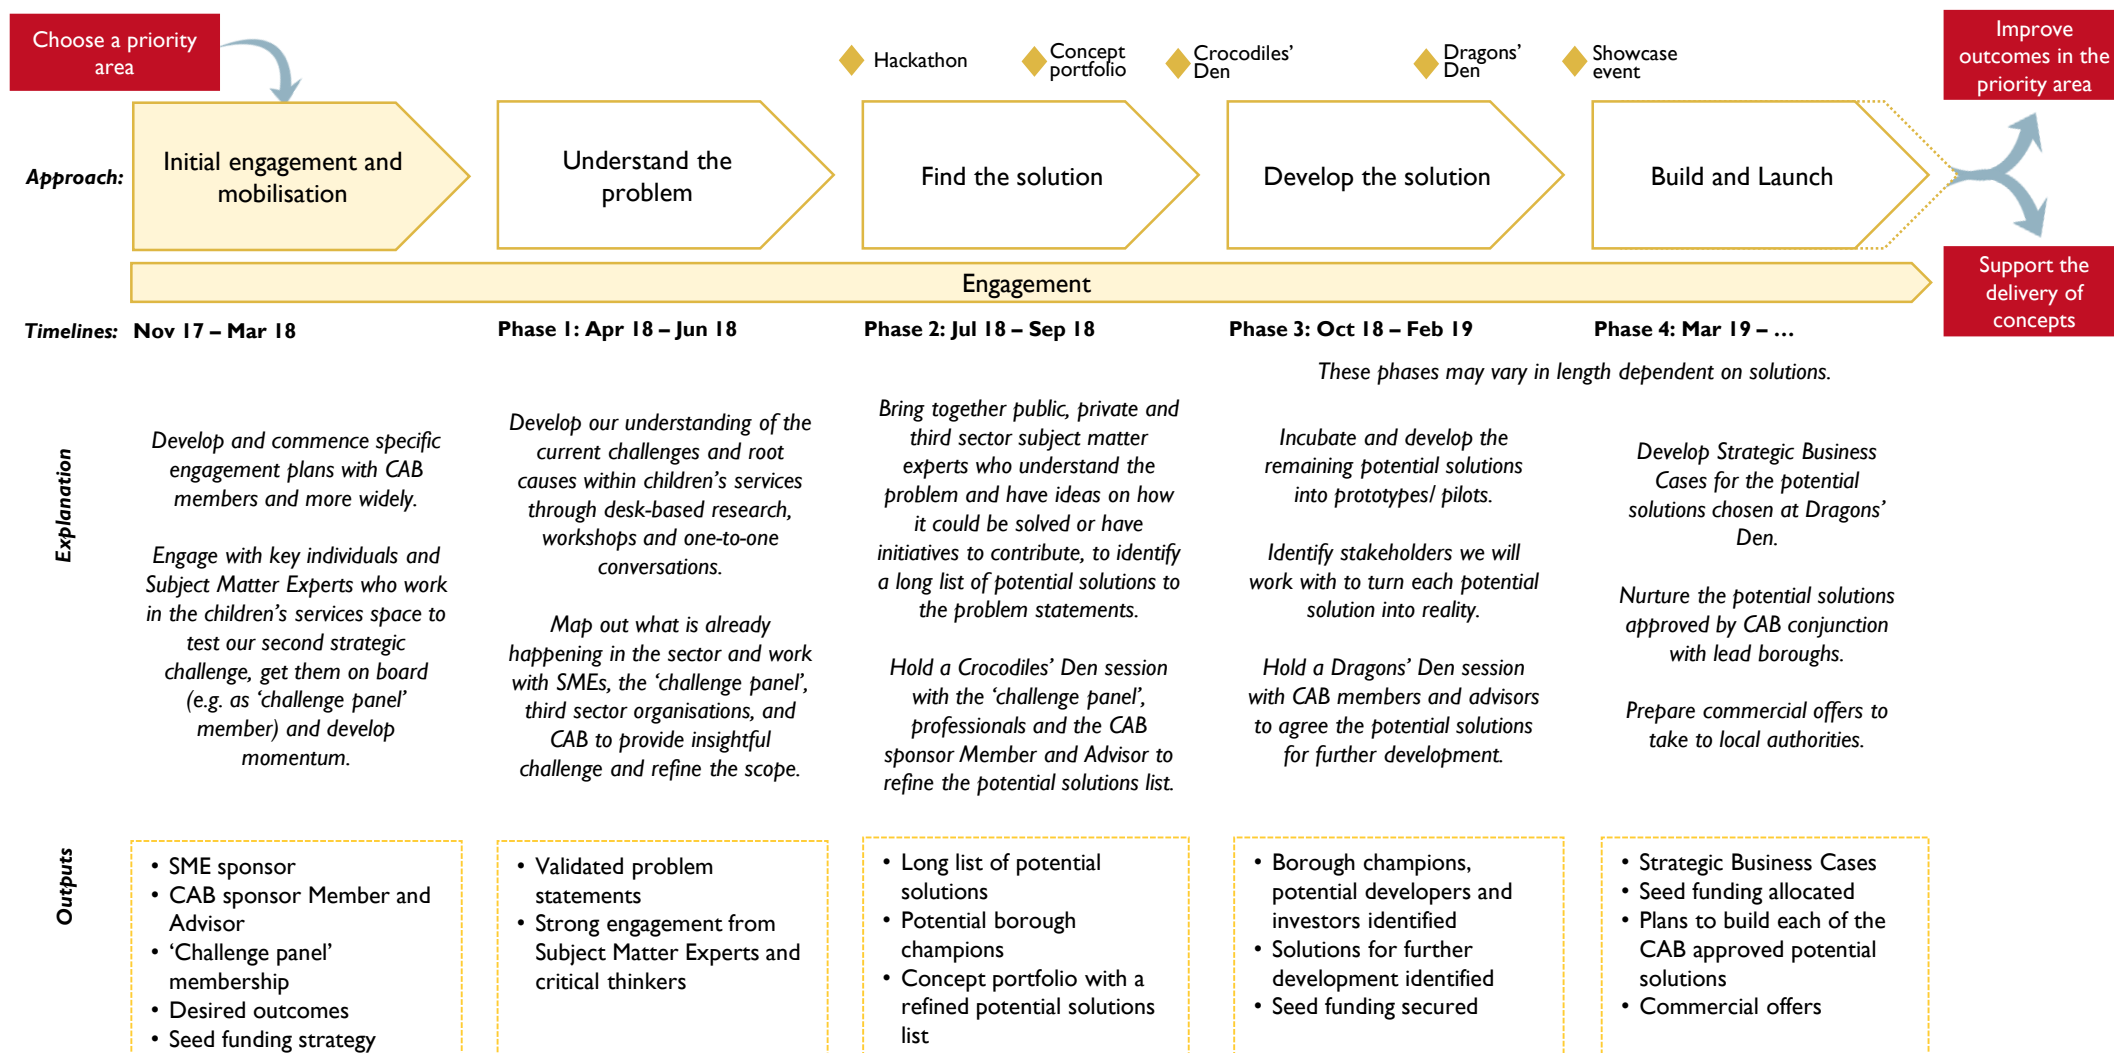 Choose a priority
area
Hackathon
Concept
portfolio
Crocodiles’
Den
Dragons’
Den
Showcase
event
Improve
outcomes in the
priority area
Approach:
Initial engagement and
mobilisation
Understand the
problem
Find the solution
Develop the solution
Build and Launch
Engagement
Support the
delivery of
concepts
Timelines:
Nov 17 – Mar 18
Phase 1: Apr 18 – Jun 18
Phase 2: Jul 18 – Sep 18
Phase 3: Oct 18 – Feb 19
Phase 4: Mar 19 – …
These phases may vary in length dependent on solutions.
Explanation
Develop and commence specific
engagement plans with CAB
members and more widely.
Engage with key individuals and
Subject Matter Experts who work
in the children’s services space to
test our second strategic
challenge, get them on board
(e.g. as ‘challenge panel’
member) and develop
momentum.
Develop our understanding of the
current challenges and root
causes within children’s services
through desk-based research,
workshops and one-to-one
conversations.
Map out what is already
happening in the sector and work
with SMEs, the ‘challenge panel’,
third sector organisations, and
CAB to provide insightful
challenge and refine the scope.
Bring together public, private and
third sector subject matter
experts who understand the
problem and have ideas on how
it could be solved or have
initiatives to contribute, to identify
a long list of potential solutions to
the problem statements.
Hold a Crocodiles’ Den session
with the ‘challenge panel’,
professionals and the CAB
sponsor Member and Advisor to
refine the potential solutions list.
Incubate and develop the
remaining potential solutions
into prototypes/ pilots.
Identify stakeholders we will
work with to turn each potential
solution into reality.
Hold a Dragons’ Den session
with CAB members and advisors
to agree the potential solutions
for further development.
Develop Strategic Business
Cases for the potential
solutions chosen at Dragons’
Den.
Nurture the potential solutions
approved by CAB conjunction
with lead boroughs.
Prepare commercial offers to
take to local authorities.
Outputs
• SME sponsor
• CAB sponsor Member and
Advisor
• ‘Challenge panel’
membership
• Desired outcomes
• Seed funding strategy
• Validated problem
statements
• Strong engagement from
Subject Matter Experts and
critical thinkers
• Long list of potential
solutions
• Potential borough
champions
• Concept portfolio with a
refined potential solutions
list
• Borough champions,
potential developers and
investors identified
• Solutions for further
development identified
• Seed funding secured
• Strategic Business Cases
• Seed funding allocated
• Plans to build each of the
CAB approved potential
solutions
• Commercial offers